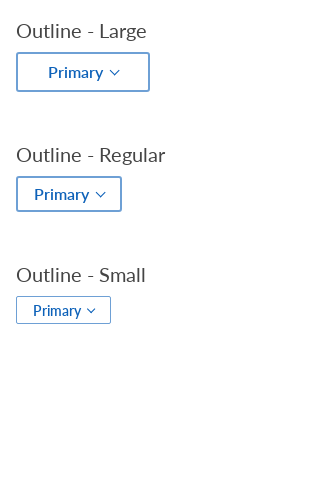 Outline - Large
Primary
Outline - Regular
Primary
Outline - Small
Primary